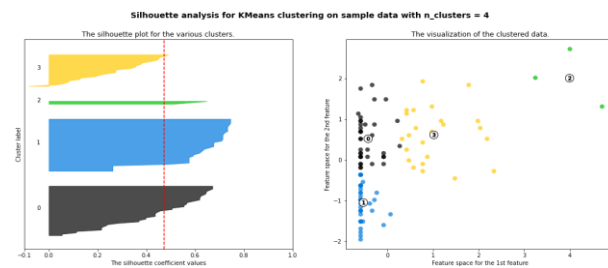 Silhouette analysis for KMeans clustering on sample data with n_clusters = 4
The silhouette plot for the various clusters.
Cluster label
3
2
1
0
-0.1 0.0 0.2 0.4 0.6 0.8 1.0
The silhouette coefficient values
The visualization of the clustered data.
Feature space for the 2nd feature
2
1
0
−1
−2
0 1 2 3 4
Feature space for the 1st feature
2
3
0
1